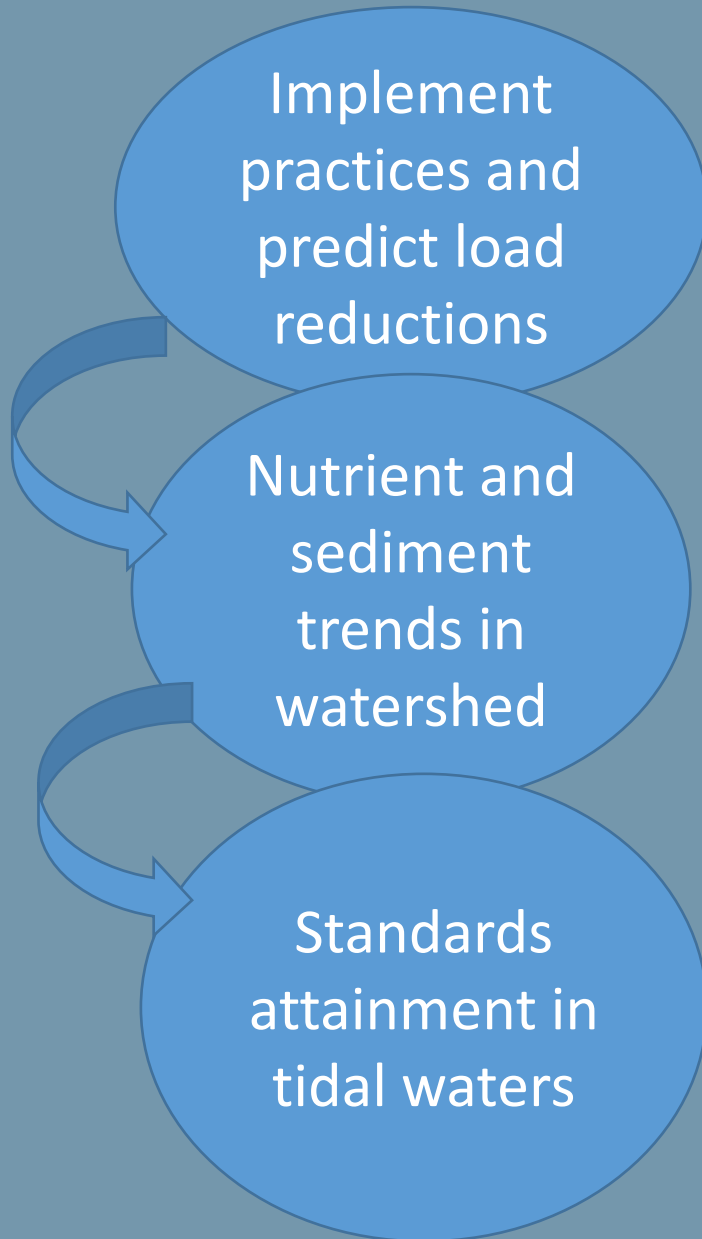 Implement
practices and
predict load
reductions
Nutrient and
sediment
trends in
watershed
Standards
attainment in
tidal waters